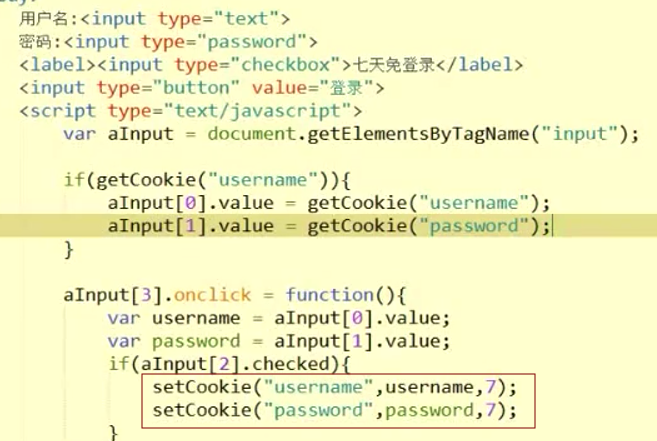 用户名:<input type="text">
密码:<input type="password">
<label><input type="checkbox">七天免登录</label>
<input type="button" value="登录">
<script type="text/javascript">
var aInput = document.getElementsByTagName("input");
if(getCookie("username")){
aInput[0].value = getCookie("username");
aInput[1].value = getCookie("password");
}
aInput[3].onclick = function(){
var username = aInput[0].value;
var password = aInput[1].value;
if(aInput[2].checked){
setCookie("username",username,7);
setCookie("password",password,7);
}